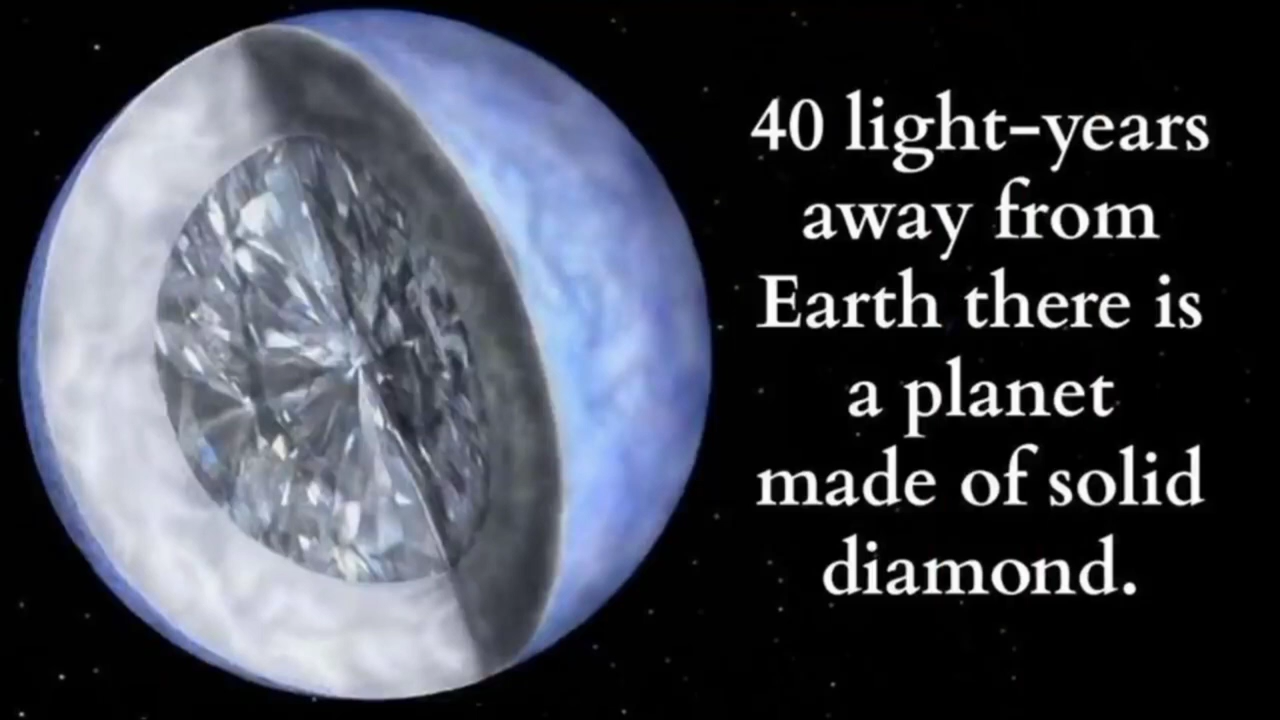 40 light-years
away from
Earth there is
a planet
made of solid
diamond.